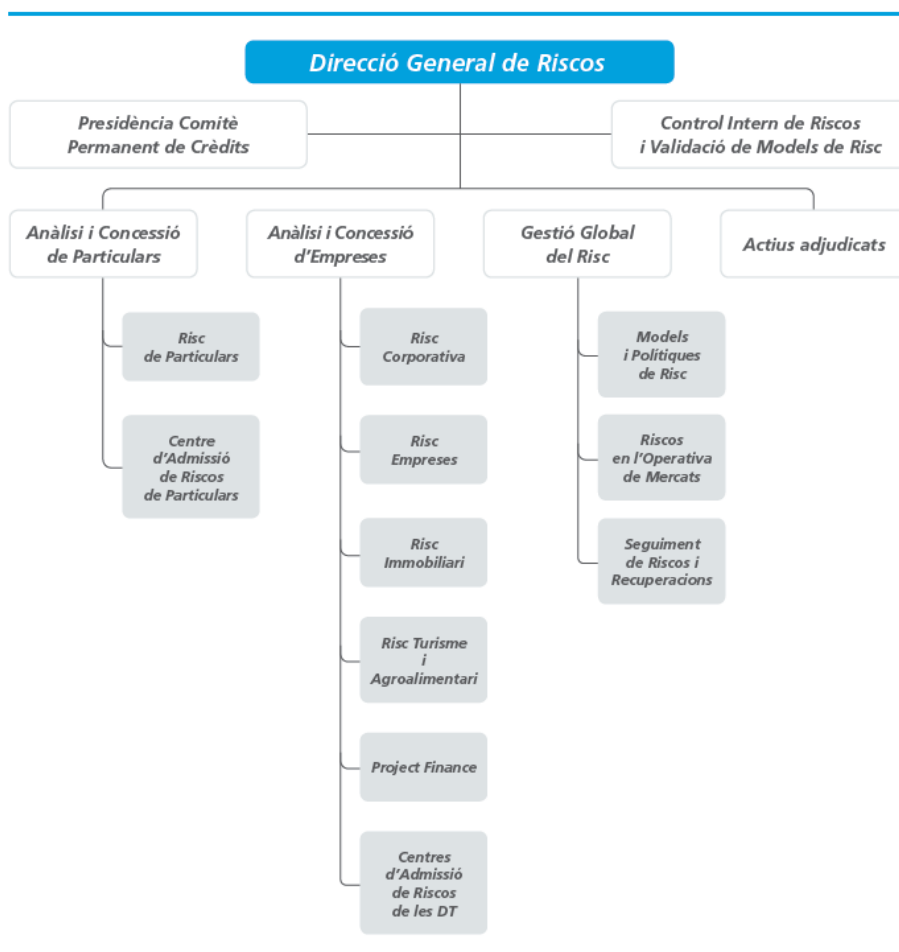 Direcció General de Riscos
Presidència Comitè
Permanent de Crèdits
Control Intern de Riscos
i Validació de Models de Risc
Anàlisi i Concessió
de Particulars
Anàlisi i Concessió
d'Empreses
Gestió Global
del Risc
Actius adjudicats
Risc
de Particulars
Centre
d'Admissió
de Riscos
de Particulars
Risc
Corporativa
Risc
Empreses
Risc
Immobiliari
Risc Turisme
i
Agroalimentari
Project Finance
Centres
d'Admissió
de Riscos
de les DT
Models
i Polítiques
de Risc
Riscos
en l'Operativa
de Mercats
Seguiment
de Riscos i
Recuperacions